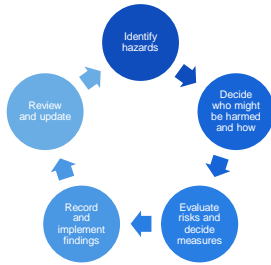 Identify
hazards
Decide
who might
be harmed
and how
Evaluate
risks and
decide
measures
Record
and
implement
findings
Review
and update